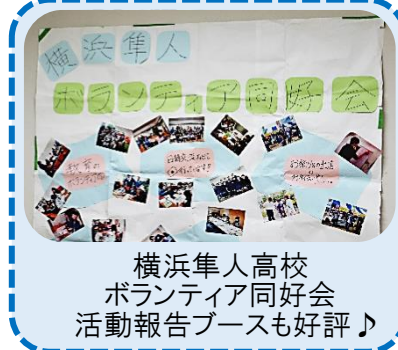 横浜隼人
ボランティア同好会
横浜隼人高校
ボランティア同好会
活動報告ブースも好評♪